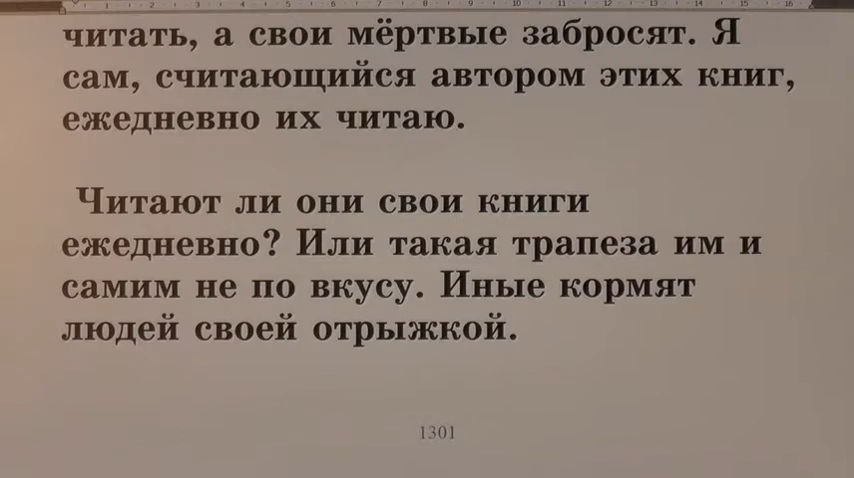 читать, а свои мёртвые забросят. Я
сам, считающийся автором этих книг,
ежедневно их читаю.
Читают ли они свои книги
ежедневно? Или такая трапеза им и
самим не по вкусу. Иные кормят
людей своей отрыжкой.
1301